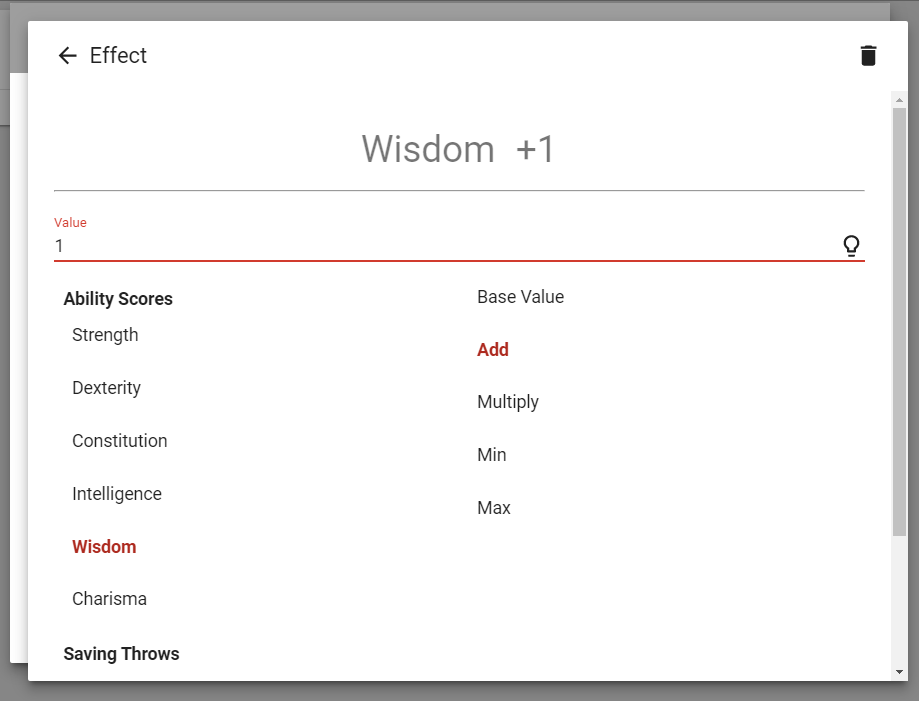 Effect
Wisdom +1
Value
1
Ability Scores
Strength
Dexterity
Constitution
Intelligence
Wisdom
Charisma
Saving Throws
Base Value
Add
Multiply
Min
Max